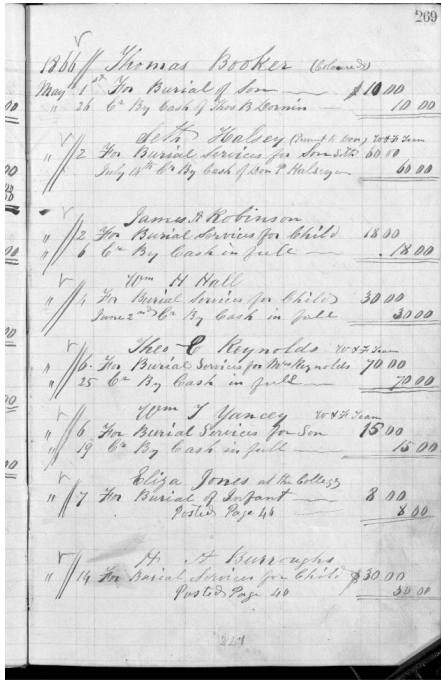 269
1866 Thomas Booker (Coloured)
May 1st For Burial of Son $10 00
" 26 Cr By Cash of Thos B Dornin 10 00
Seth Halsey W & F Team
" 2 For Burial Services for Son Seth 60 00
July 14th Cr By Cash of Don P Halsey 60 00
James A Robinson
" 2 For Burial Services for Child 18 00
" 6 Cr By Cash in full 18 00
Wm H Hall
" 4 For Burial Services for Child 30 00
June 2nd Cr By Cash in full 30 00
Theo C Reynolds W & F Team
" 6 For Burial Services for Mrs Reynolds 70 00
" 25 Cr By Cash in full 70 00
Wm T Yancey W & F Team
" 6 For Burial Services for Son 15 00
19 Cr By Cash in full 15 00
Eliza Jones at the College
" 7 For Burial of Infant 8 00
Posted Page 46 8 00
H A Burroughs
" 14 For Burial Services for Child $30 00
Posted Page 40 30 00